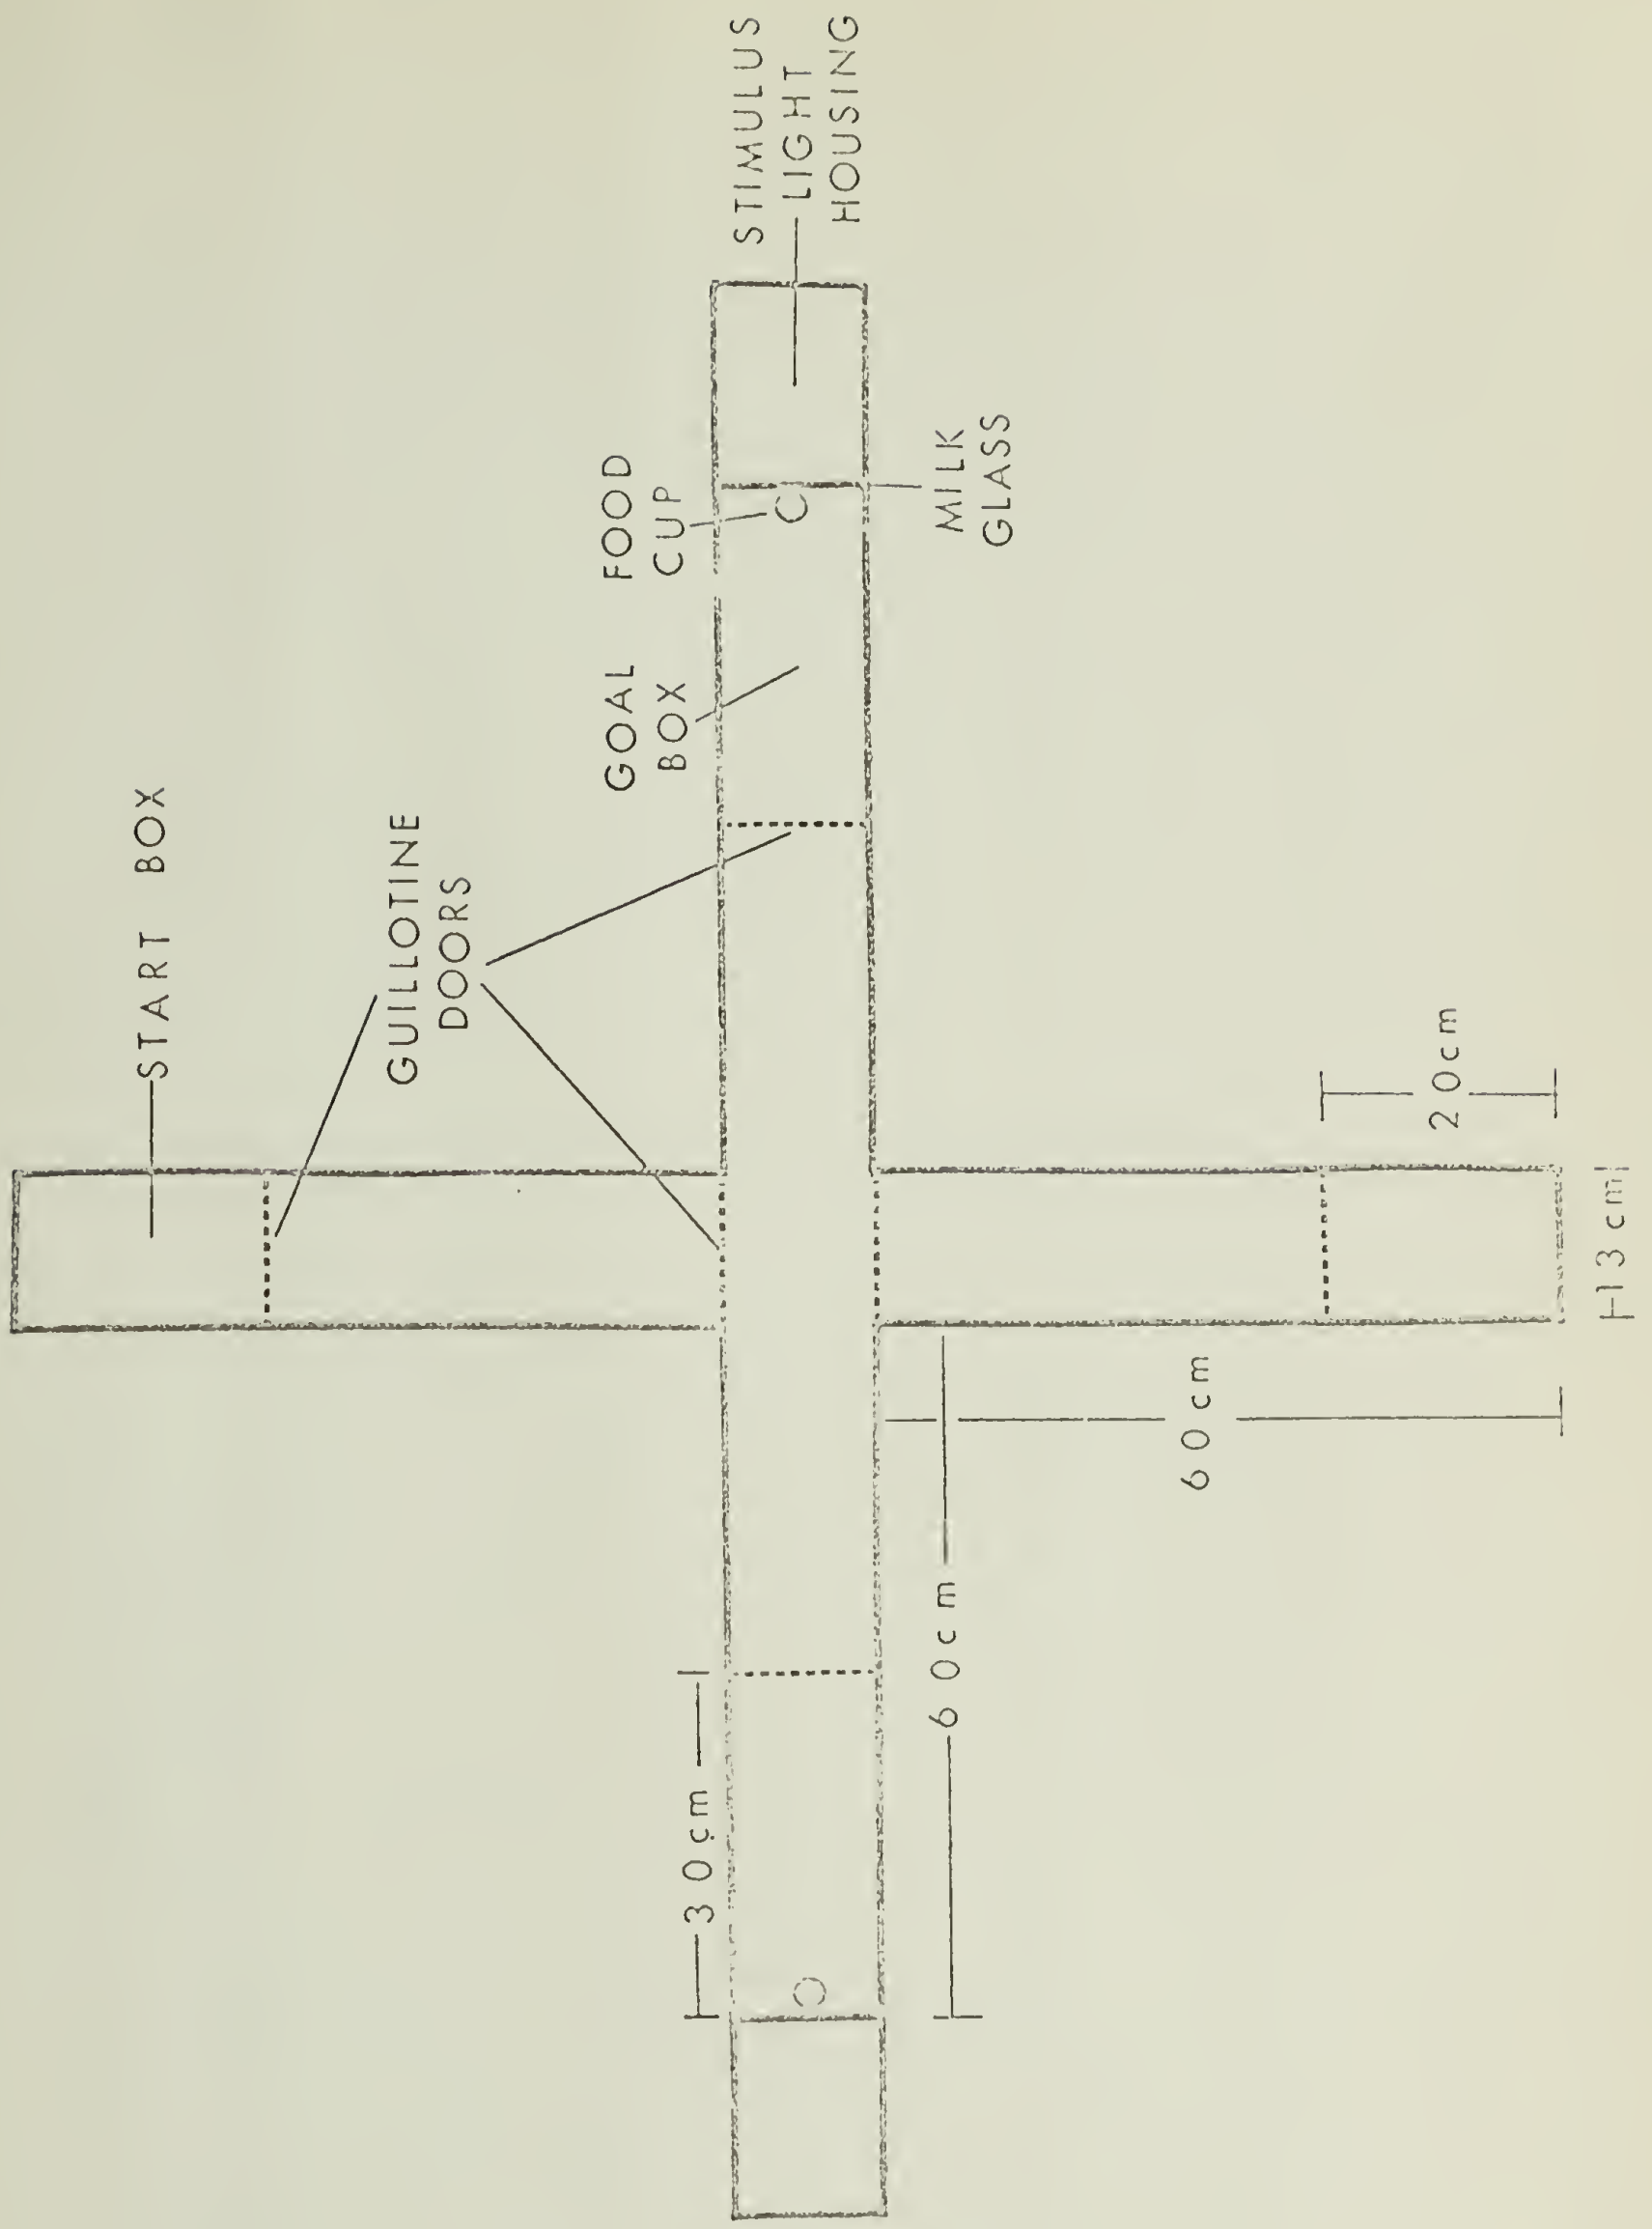 STIMULUS
LIGHT
HOUSING
FOOD
CUP
MILK
GLASS
GOAL
BOX
START BOX
GUILLOTINE
DOORS
20cm
13cm
60cm
60cm
30cm